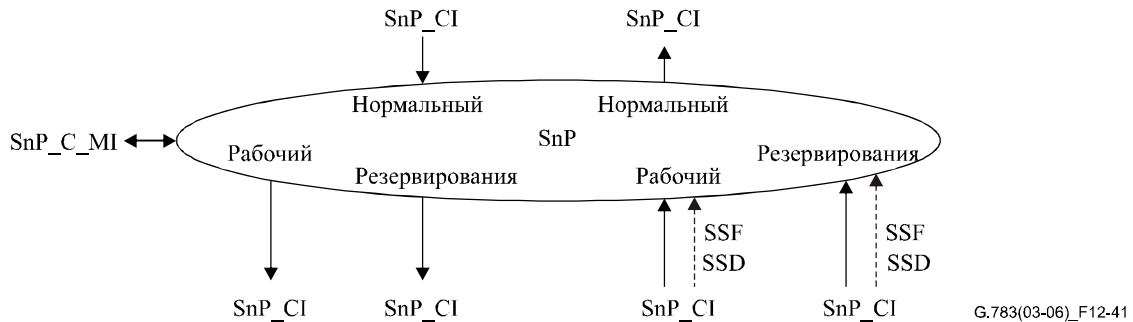 SnP_CI SnP_CI
Нормальный Нормальный
SnP_C_MI SnP
Рабочий Резервирования
Резервирования Рабочий
SSF SSF
SSD SSD
SnP_CI SnP_CI SnP_CI SnP_CI
G.783(03-06)_F12-41